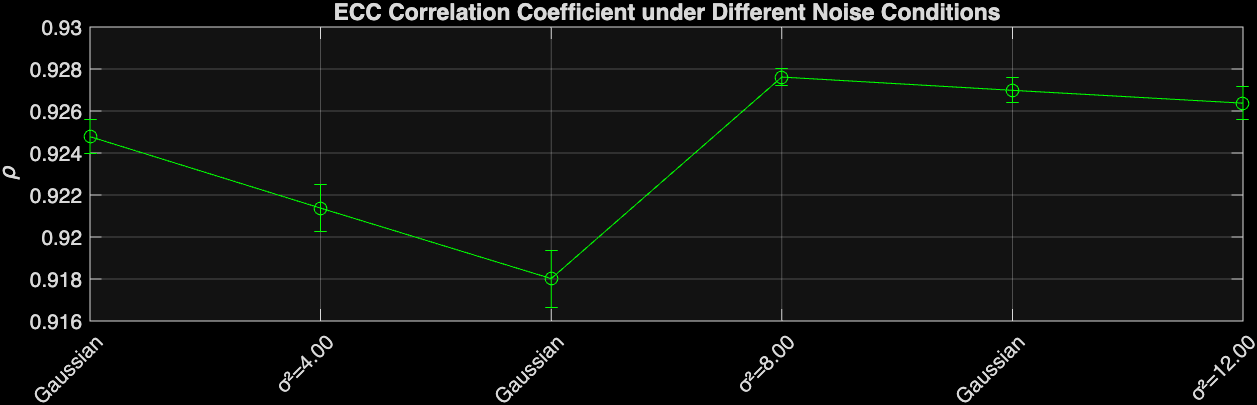 ECC Correlation Coefficient under Different Noise Conditions
0.93
0.928
0.926
0.924
0.922
0.92
0.918
0.916
ρ
Gaussian
σ²=4.00
Gaussian
σ²=8.00
Gaussian
σ²=12.00